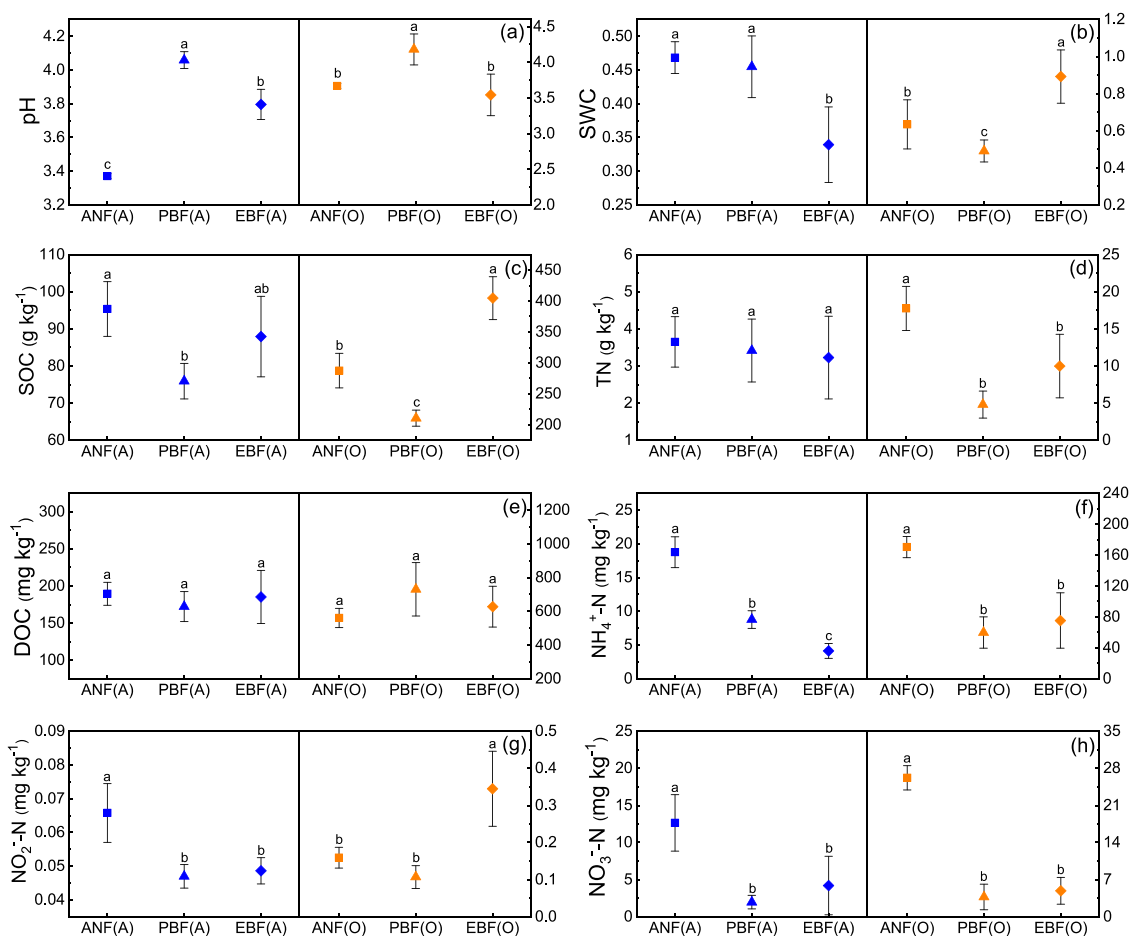 (a)
pH
4.2
4.0
3.8
3.6
3.4
3.2
c
a
b
b
a
b
4.5
4.0
3.5
3.0
2.5
2.0
ANF(A) PBF(A) EBF(A) ANF(O) PBF(O) EBF(O)
(b)
SWC
0.50
0.45
0.40
0.35
0.30
0.25
a
a
b
b
c
a
1.2
1.0
0.8
0.6
0.4
0.2
ANF(A) PBF(A) EBF(A) ANF(O) PBF(O) EBF(O)
(c)
SOC (g kg⁻¹)
110
100
90
80
70
60
a
b
ab
b
c
a
450
400
350
300
250
200
ANF(A) PBF(A) EBF(A) ANF(O) PBF(O) EBF(O)
(d)
TN (g kg⁻¹)
6
5
4
3
2
1
a
a
a
a
b
b
25
20
15
10
5
0
ANF(A) PBF(A) EBF(A) ANF(O) PBF(O) EBF(O)
(e)
DOC (mg kg⁻¹)
300
250
200
150
100
a
a
a
a
a
a
1200
1000
800
600
400
200
ANF(A) PBF(A) EBF(A) ANF(O) PBF(O) EBF(O)
(f)
NH₄⁺-N (mg kg⁻¹)
25
20
15
10
5
0
a
b
c
a
b
b
240
200
160
120
80
40
0
ANF(A) PBF(A) EBF(A) ANF(O) PBF(O) EBF(O)
(g)
NO₂⁻-N (mg kg⁻¹)
0.09
0.08
0.07
0.06
0.05
0.04
a
b
b
b
b
a
0.5
0.4
0.3
0.2
0.1
0.0
ANF(A) PBF(A) EBF(A) ANF(O) PBF(O) EBF(O)
(h)
NO₃⁻-N (mg kg⁻¹)
25
20
15
10
5
0
a
b
b
a
b
b
35
28
21
14
7
0
ANF(A) PBF(A) EBF(A) ANF(O) PBF(O) EBF(O)